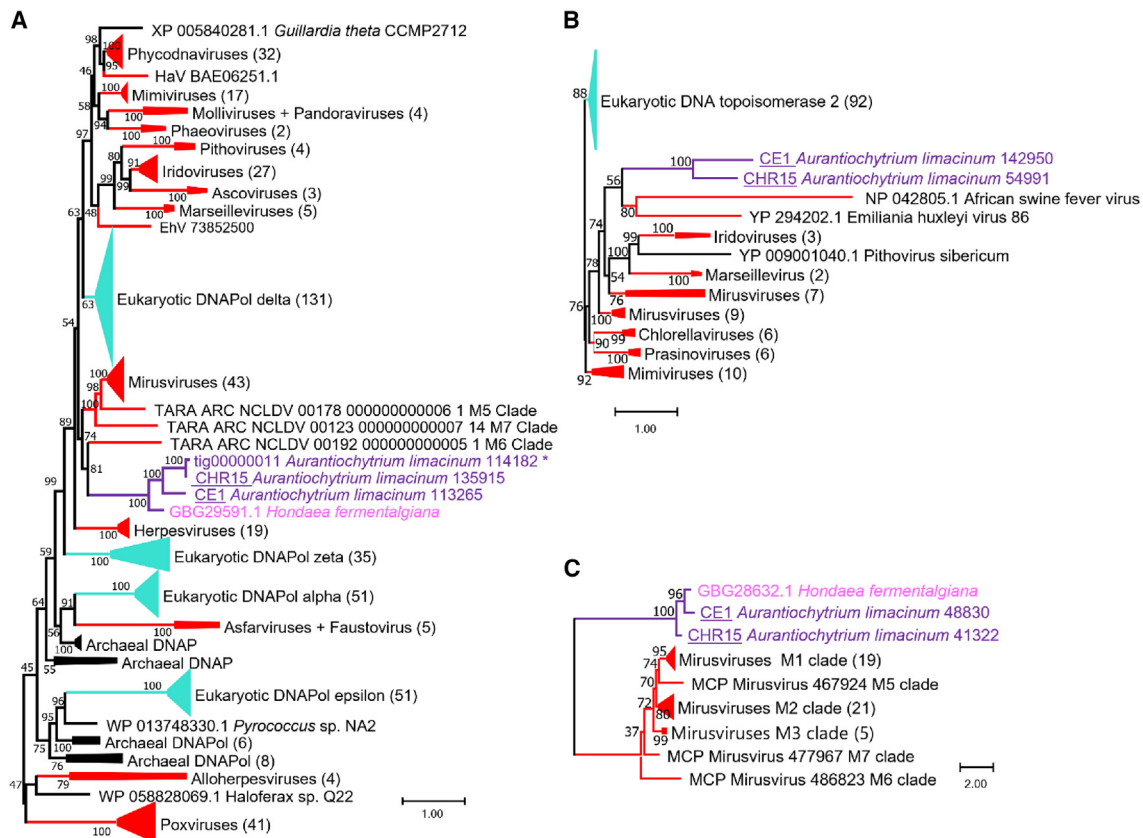 A
XP 005840281.1 Guillardia theta CCMP2712
98
100
Phycodnaviruses (32)
95
46
HaV BAE06251.1
100
Mimiviruses (17)
58
Molliviruses + Pandoraviruses (4)
100
94
Phaeoviruses (2)
97
100
100
Pithoviruses (4)
80
91
Iridoviruses (27)
99
99
Ascoviruses (3)
100
Marseilleviruses (5)
63
48
100
EhV 73852500
Eukaryotic DNAPol delta (131)
63
54
100
Mirusviruses (43)
98
100
TARA ARC NCLDV 00178 000000000006 1 M5 Clade
TARA ARC NCLDV 00123 000000000007 14 M7 Clade
89
74
TARA ARC NCLDV 00192 000000000005 1 M6 Clade
100
tig00000011 Aurantiochytrium limacinum 114182 *
81
100
CHR15 Aurantiochytrium limacinum 135915
CE1 Aurantiochytrium limacinum 113265
100
GBG29591.1 Hondaea fermentalgiana
99
100
Herpesviruses (19)
59
100
Eukaryotic DNAPol zeta (35)
100
Eukaryotic DNAPol alpha (51)
64
91
100
Asfarviruses + Faustovirus (5)
56
100
Archaeal DNAP
55
Archaeal DNAP
45
100
Eukaryotic DNAPol epsilon (51)
96
95
WP 013748330.1 Pyrococcus sp. NA2
75
100
Archaeal DNAPol (6)
76
Archaeal DNAPol (8)
47
79
Alloherpesviruses (4)
WP 058828069.1 Haloferax sp. Q22
100
Poxviruses (41)
1.00
B
88
Eukaryotic DNA topoisomerase 2 (92)
100
CE1 Aurantiochytrium limacinum 142950
56
CHR15 Aurantiochytrium limacinum 54991
NP 042805.1 African swine fever virus
80
YP 294202.1 Emiliania huxleyi virus 86
74
99
100
Iridoviruses (3)
100
YP 009001040.1 Pithovirus sibericum
78
54
100
Marseillevirus (2)
76
Mirusviruses (7)
76
100
Mirusviruses (9)
90
99
Chlorellaviruses (6)
100
Prasinoviruses (6)
92
Mimiviruses (10)
1.00
C
96
GBG28632.1 Hondaea fermentalgiana
100
CE1 Aurantiochytrium limacinum 48830
CHR15 Aurantiochytrium limacinum 41322
95
74
Mirusviruses M1 clade (19)
70
MCP Mirusvirus 467924 M5 clade
72
80
Mirusviruses M2 clade (21)
37
99
Mirusviruses M3 clade (5)
MCP Mirusvirus 477967 M7 clade
MCP Mirusvirus 486823 M6 clade
2.00